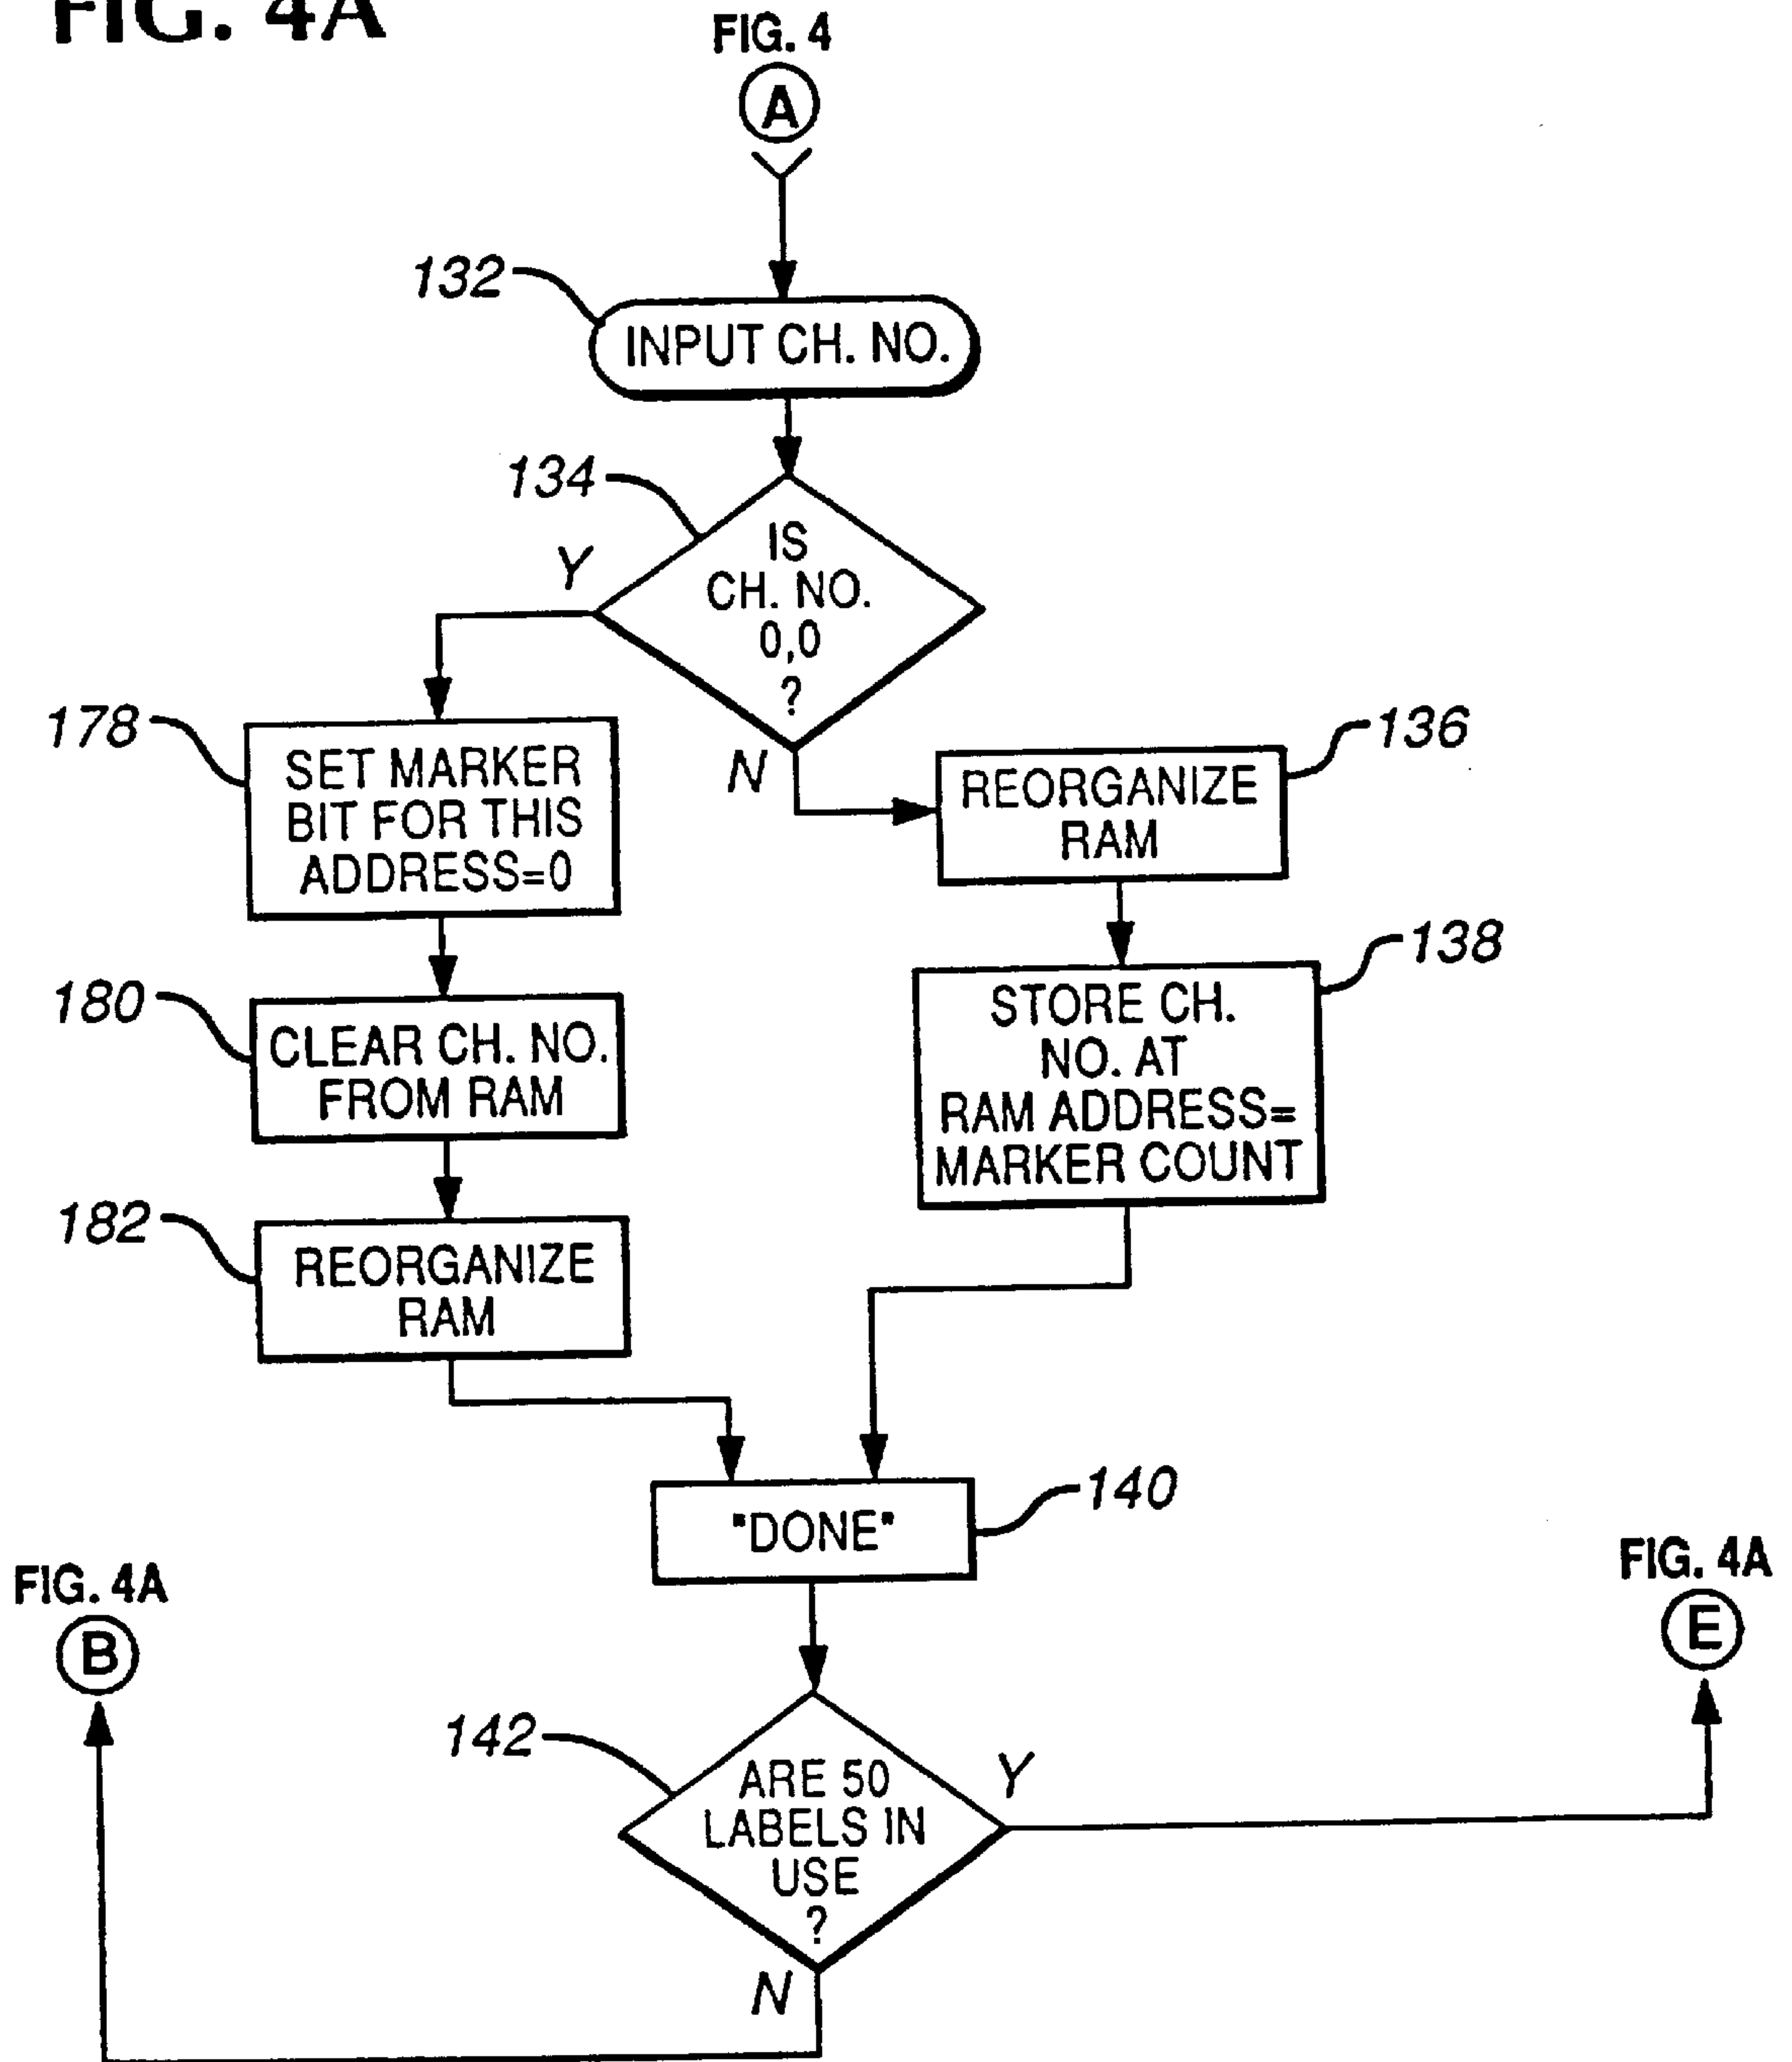 FIG. 4A
FIG. 4
A
132
INPUT CH. NO.
134
IS
CH. NO.
0,0
?
Y
N
178
SET MARKER
BIT FOR THIS
ADDRESS=0
136
REORGANIZE
RAM
180
CLEAR CH. NO.
FROM RAM
138
STORE CH.
NO. AT
RAM ADDRESS=
MARKER COUNT
182
REORGANIZE
RAM
"DONE"
140
FIG. 4A
B
FIG. 4A
E
142
ARE 50
LABELS IN
USE
?
Y
N